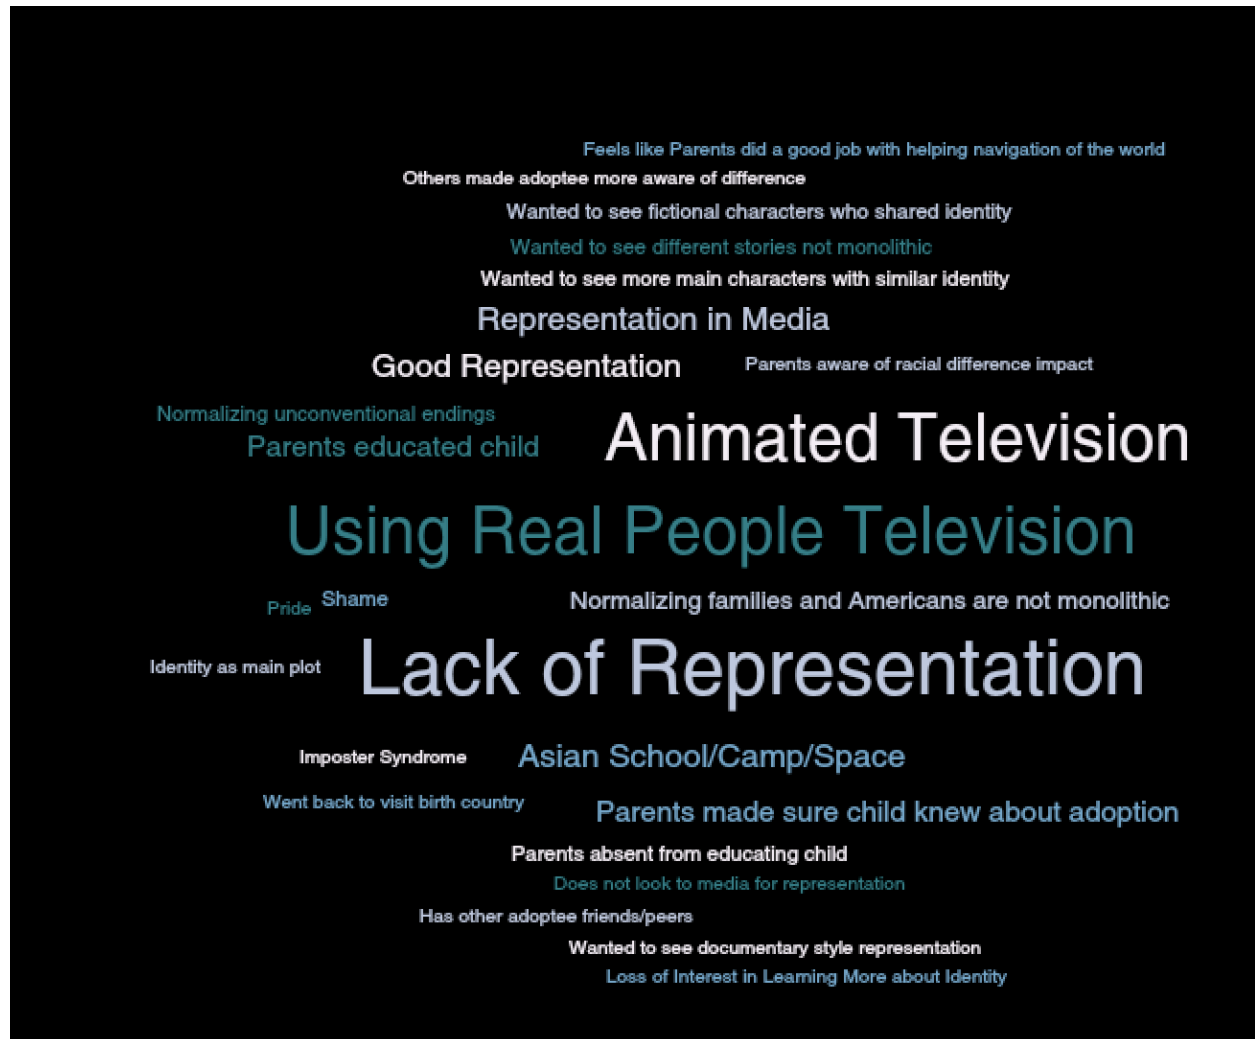 Feels like Parents did a good job with helping navigation of the world
Others made adoptee more aware of difference
Wanted to see fictional characters who shared identity
Wanted to see different stories not monolithic
Wanted to see more main characters with similar identity
Representation in Media
Good Representation
Parents aware of racial difference impact
Normalizing unconventional endings
Animated Television
Parents educated child
Using Real People Television
Pride
Shame
Normalizing families and Americans are not monolithic
Identity as main plot
Lack of Representation
Imposter Syndrome
Asian School/Camp/Space
Went back to visit birth country
Parents made sure child knew about adoption
Parents absent from educating child
Does not look to media for representation
Has other adoptee friends/peers
Wanted to see documentary style representation
Loss of Interest in Learning More about Identity